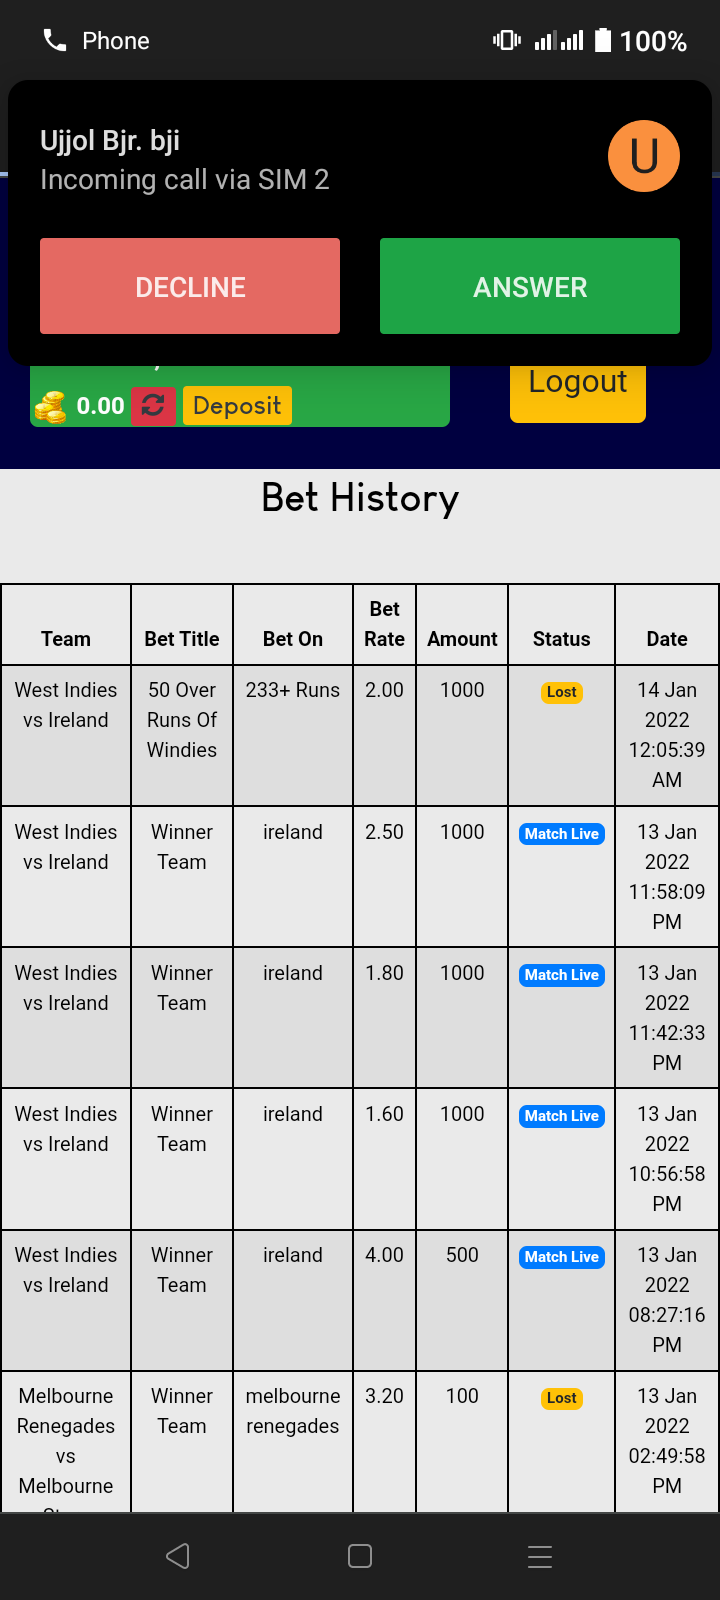 Phone 100%
Ujjol Bjr. bji
U
Incoming call via SIM 2
DECLINE ANSWER
Logout
0.00 Deposit
Bet History
Team Bet Title Bet On Bet Rate Amount Status Date
West Indies 50 Over 233+ Runs 2.00 1000 Lost 14 Jan
vs Ireland Runs Of 2022
Windies 12:05:39
AM
West Indies Winner ireland 2.50 1000 Match Live 13 Jan
vs Ireland Team 2022
11:58:09
PM
West Indies Winner ireland 1.80 1000 Match Live 13 Jan
vs Ireland Team 2022
11:42:33
PM
West Indies Winner ireland 1.60 1000 Match Live 13 Jan
vs Ireland Team 2022
10:56:58
PM
West Indies Winner ireland 4.00 500 Match Live 13 Jan
vs Ireland Team 2022
08:27:16
PM
Melbourne Winner melbourne 3.20 100 Lost 13 Jan
Renegades Team renegades 2022
vs 02:49:58
Melbourne PM